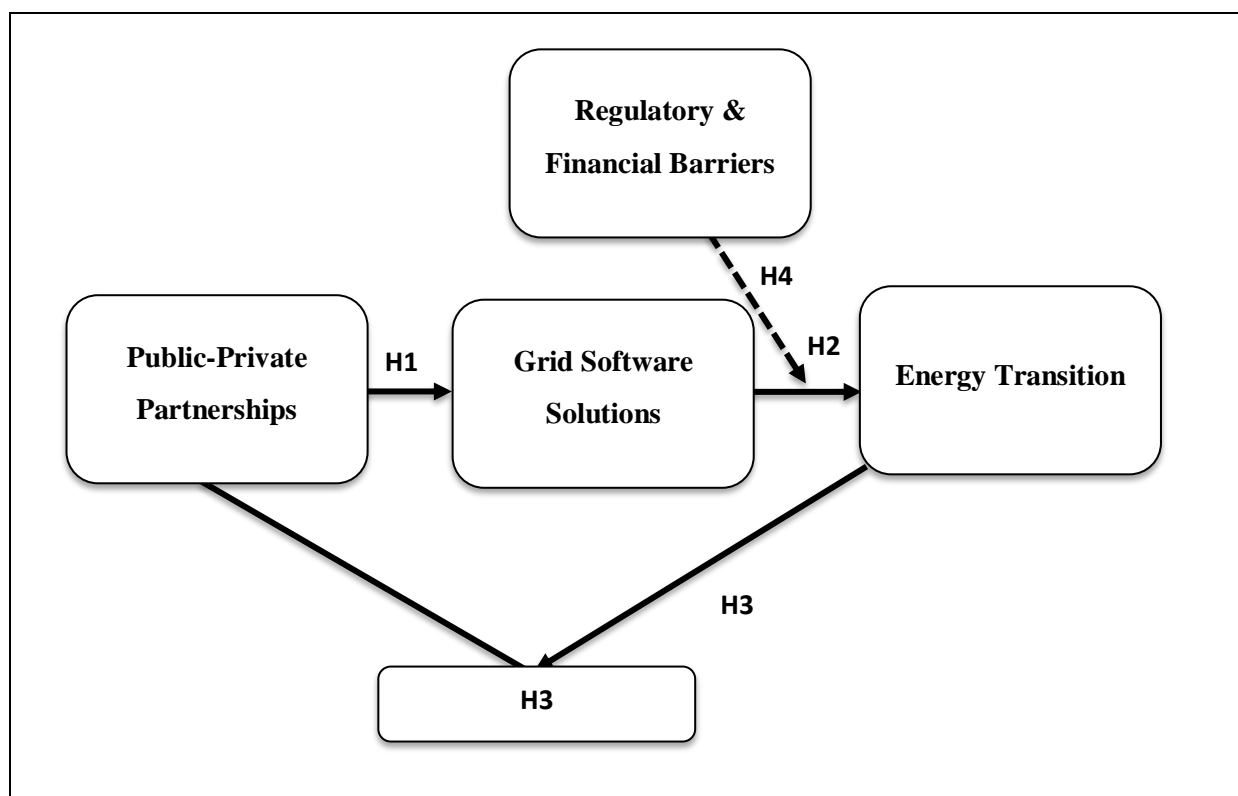 Regulatory &
Financial Barriers
H4
Public-Private
Partnerships
H1
Grid Software
Solutions
H2
Energy Transition
H3
H3